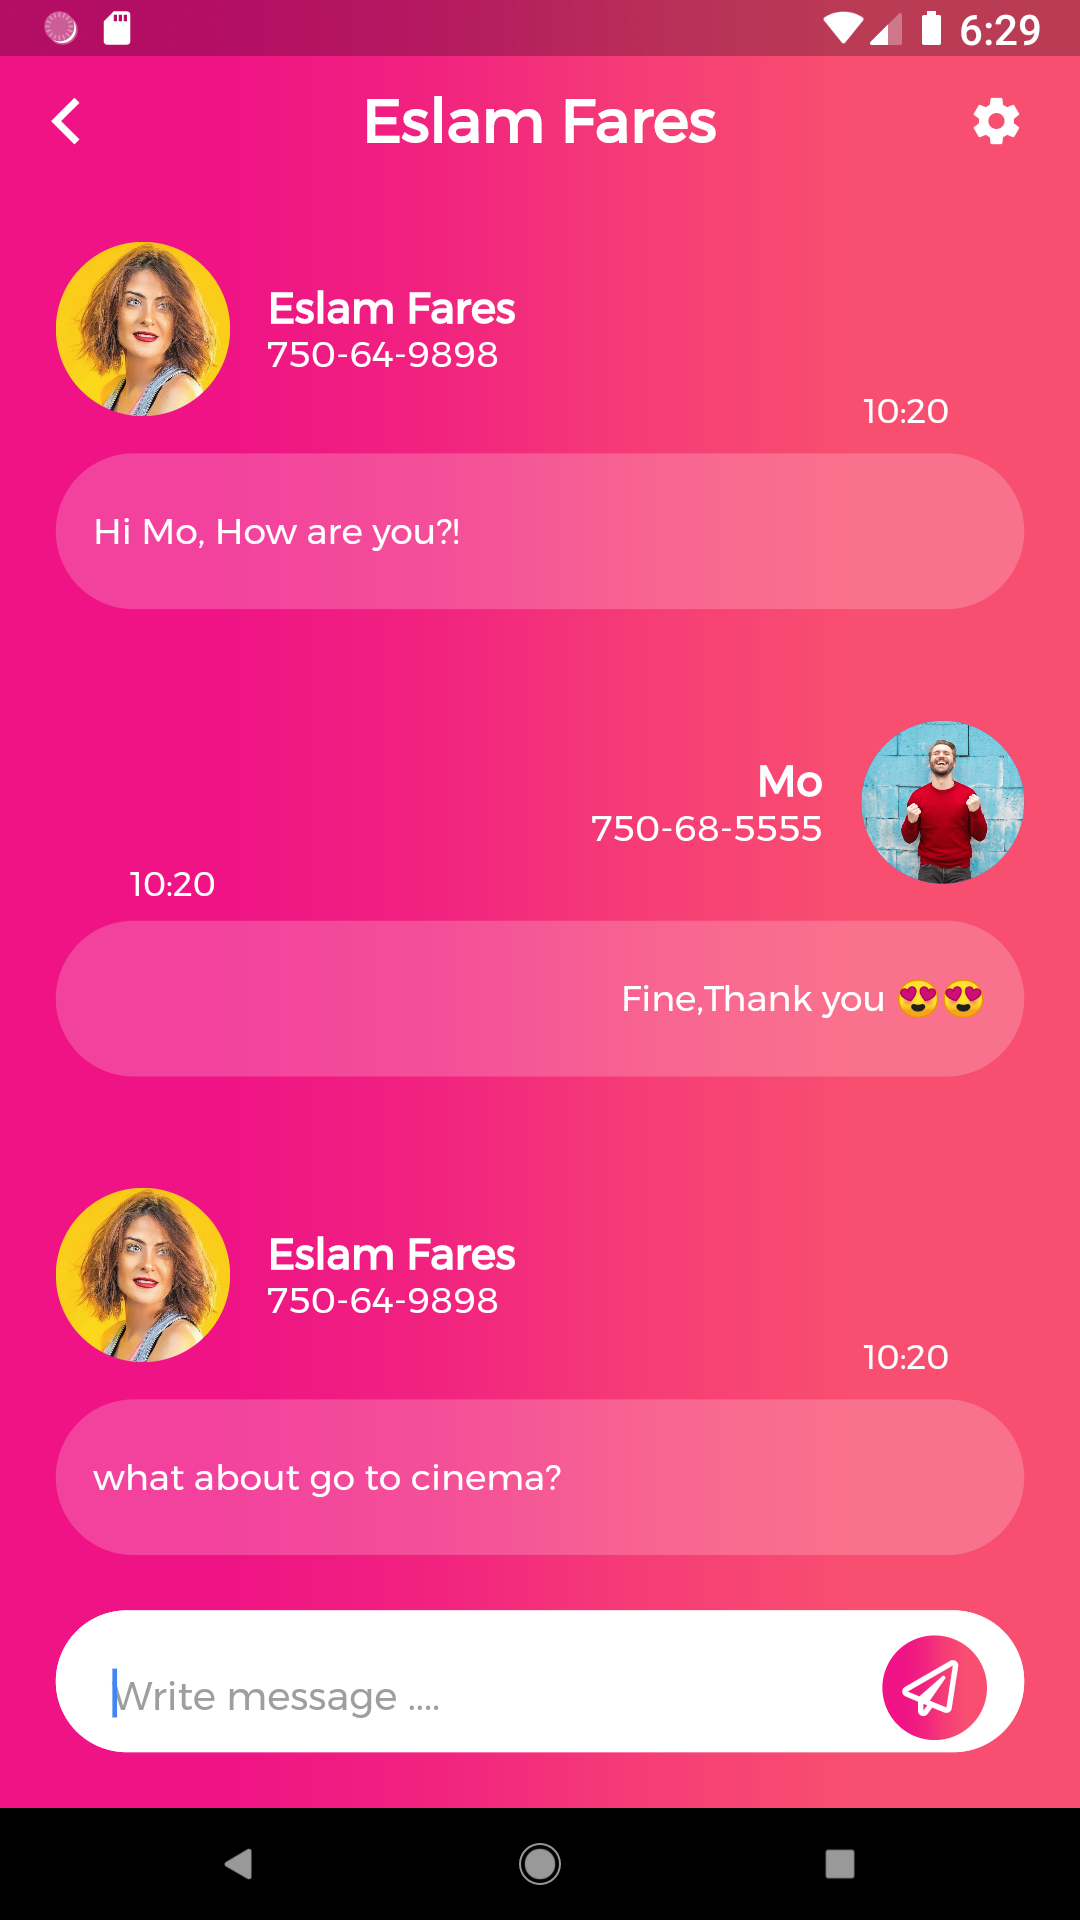 6:29
Eslam Fares
Eslam Fares
750-64-9898
10:20
Hi Mo, How are you?!
Mo
750-68-5555
10:20
Fine,Thank you 😍😍
Eslam Fares
750-64-9898
10:20
what about go to cinema?
Write message ....